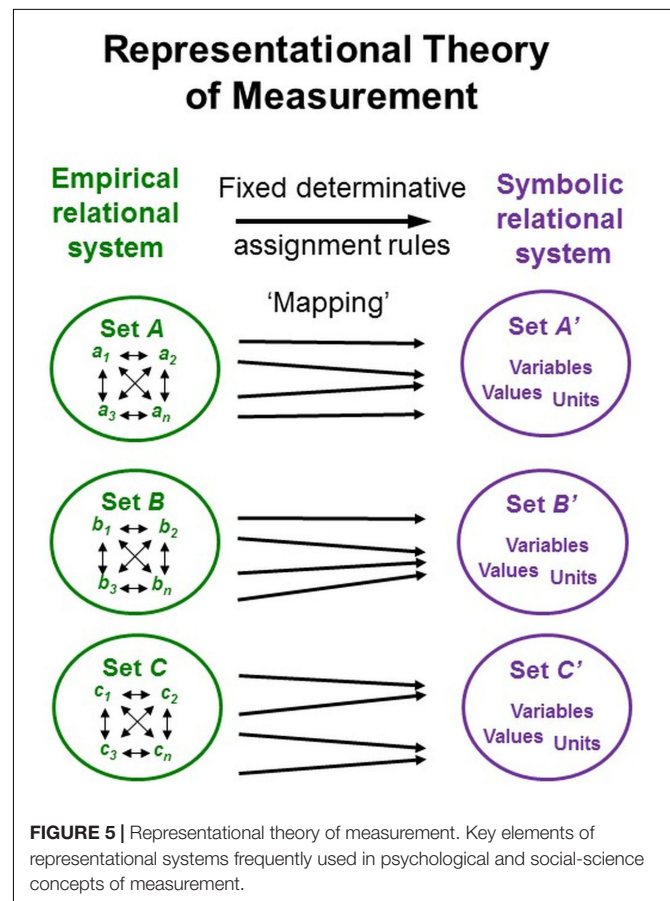 Representational Theory
of Measurement
Empirical
relational
system
Fixed determinative
assignment rules
'Mapping'
Symbolic
relational
system
Set A
a1 a2
a3 an
Set A'
Variables
Values Units
Set B
b1 b2
b3 bn
Set B'
Variables
Values Units
Set C
c1 c2
c3 cn
Set C'
Variables
Values Units
FIGURE 5 | Representational theory of measurement. Key elements of
representational systems frequently used in psychological and social-science
concepts of measurement.